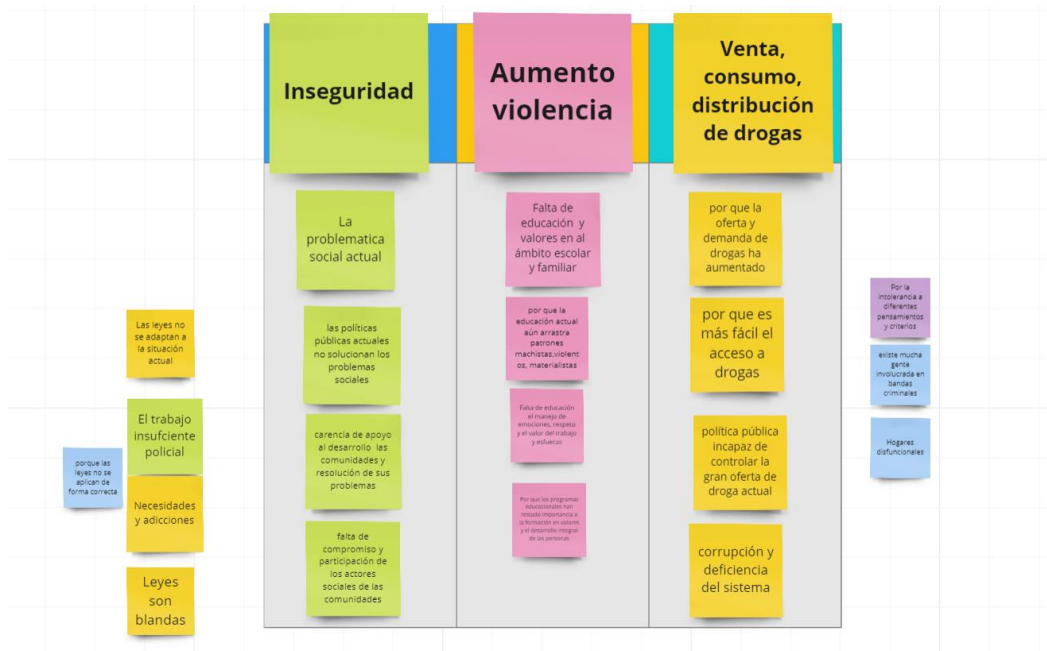 Inseguridad
Aumento
violencia
Venta,
consumo,
distribución
de drogas
La
problematica
social actual
las políticas
públicas actuales
no solucionan los
problemas
sociales
carencia de apoyo
al desarrollo las
comunidades y
resolución de sus
problemas
falta de
compromiso y
participación de
los actores
sociales de las
comunidades
Falta de
educación y
valores en al
ámbito escolar
y familiar
por que la
educación actual
aún arrastra
patrones
machistas,violent
os, materialistas
Falta de educación
el manejo de
emociones, respeto
y el valor del trabajo
y esfuerzo
Por que los programas
educacionales han
restado importancia a
la formación en valores
y el desarrollo integral
de las personas
por que la
oferta y
demanda de
drogas ha
aumentado
por que es
más fácil el
acceso a
drogas
política pública
incapaz de
controlar la
gran oferta de
droga actual
corrupción y
deficiencia
del sistema
Las leyes no
se adaptan a
la situación
actual
El trabajo
insufciente
policial
porque las
leyes no se
aplican de
forma correcta
Necesidades
y adicciones
Leyes
son
blandas
Por la
intolerancia a
diferentes
pensamientos
y criterios
existe mucha
gente
involucrada en
bandas
criminales
Hogares
disfuncionales